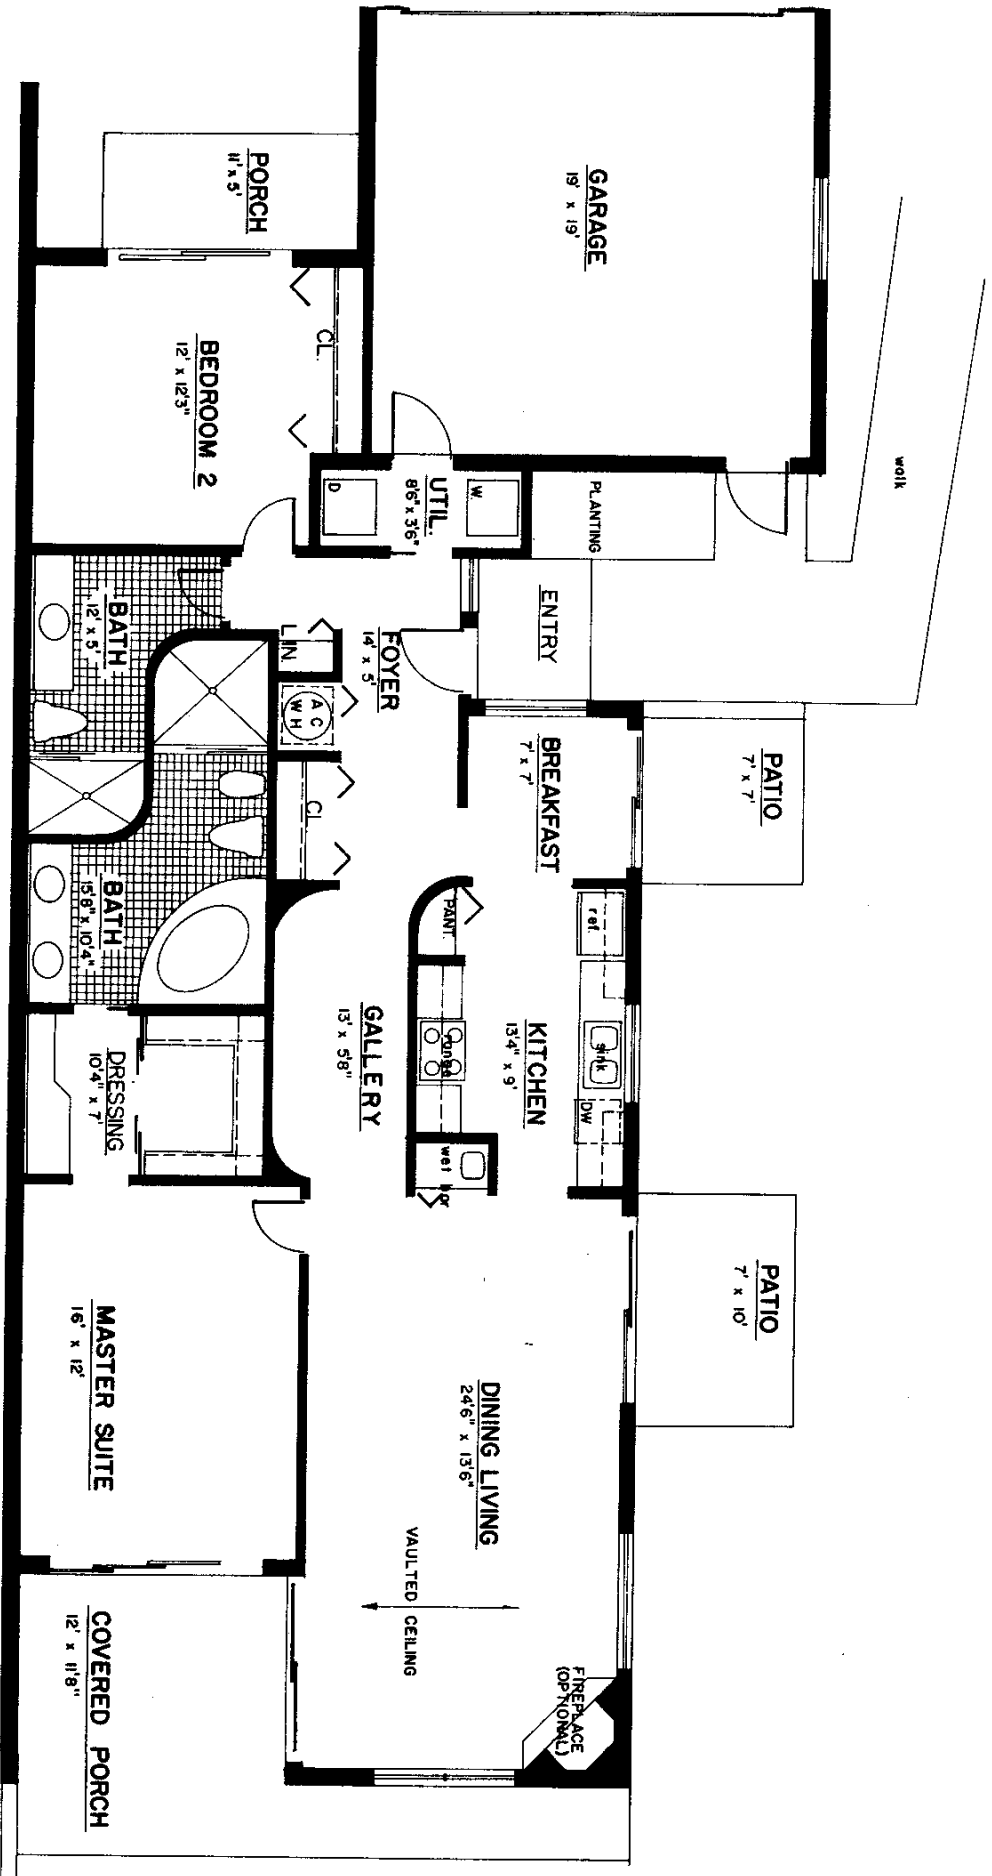 GARAGE
19' x 19'
PORCH
11' x 5'
BEDROOM 2
12' x 12'3"
CL.
walk
PLANTING
W.
UTIL.
8'6" x 3'6"
D
ENTRY
FOYER
14' x 5'
LIN.
BATH
12' x 5'
A C
W H
PATIO
7' x 7'
BREAKFAST
7' x 7'
CL
PANT.
ref.
BATH
15'8" x 10'4"
KITCHEN
13'4" x 9'
sink
range
DW
GALLERY
13' x 5'8"
DRESSING
10'4" x 7'
wet bar
PATIO
7' x 10'
DINING LIVING
24'6" x 13'6"
MASTER SUITE
16' x 12'
VAULTED CEILING
FIREPLACE
(OPTIONAL)
COVERED PORCH
12' x 11'8"